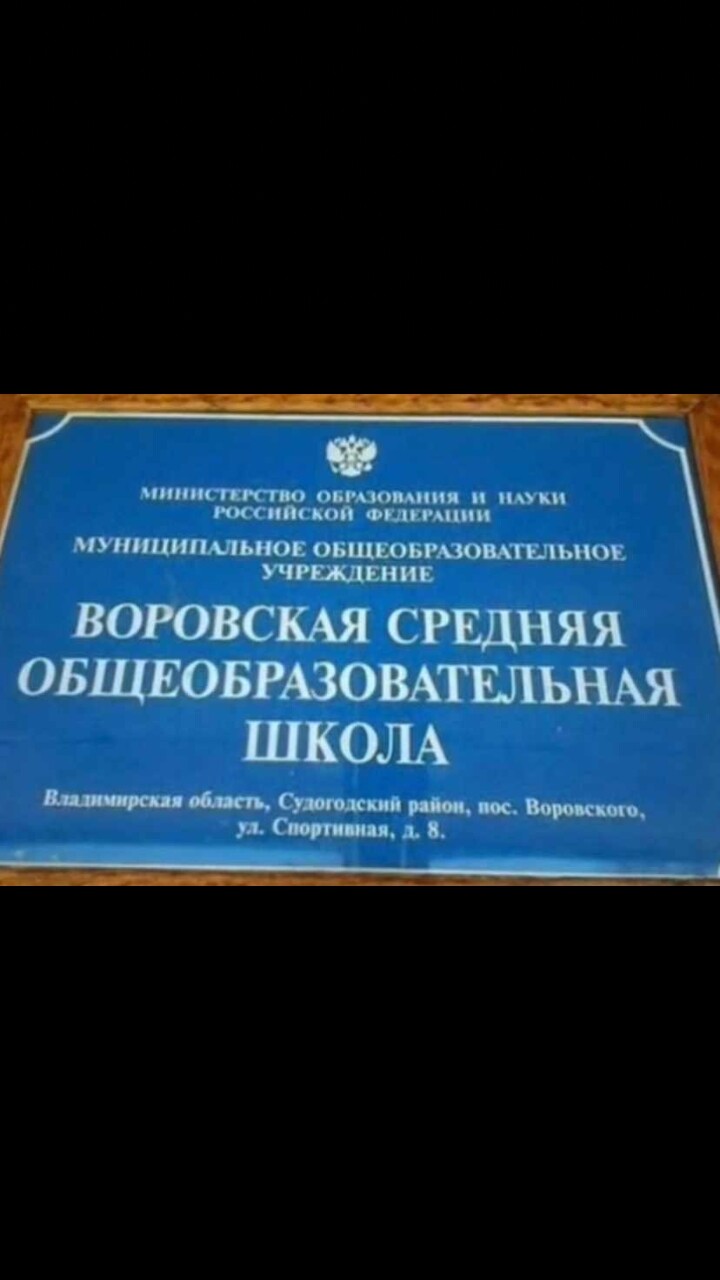 МИНИСТЕРСТВО ОБРАЗОВАНИЯ И НАУКИ
РОССИЙСКОЙ ФЕДЕРАЦИИ
МУНИЦИПАЛЬНОЕ ОБЩЕОБРАЗОВАТЕЛЬНОЕ
УЧРЕЖДЕНИЕ
ВОРОВСКАЯ СРЕДНЯЯ
ОБЩЕОБРАЗОВАТЕЛЬНАЯ
ШКОЛА
Владимирская область, Судогодский район, пос. Воровского,
ул. Спортивная, д. 8.